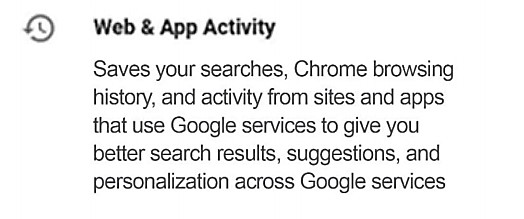 Web & App Activity
Saves your searches, Chrome browsing
history, and activity from sites and apps
that use Google services to give you
better search results, suggestions, and
personalization across Google services